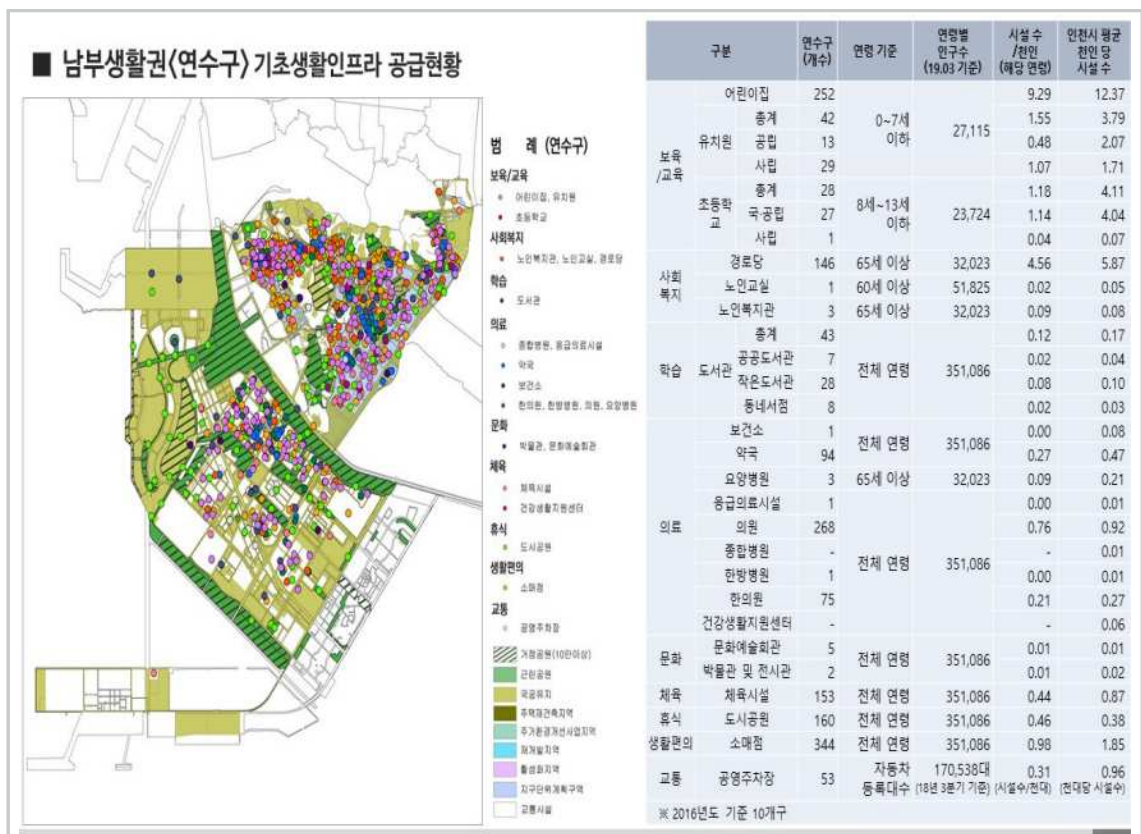 ■ 남부생활권<연수구> 기초생활인프라 공급현황
범 례 (연수구)
보육/교육
어린이집, 유치원
초등학교
사회복지
노인복지관, 노인교실, 경로당
학습
도서관
의료
종합병원, 응급의료시설
약국
보건소
한의원, 한방병원, 의원, 요양병원
문화
박물관, 문화예술회관
체육
체육시설
건강생활지원센터
휴식
도시공원
생활편의
소매점
교통
공영주차장
거점공원(10만이상)
근린공원
국공유지
주택재건축지역
주거환경개선사업지역
재개발지역
활성화지역
지구단위계획구역
교통시설
구분 연수구 (개수) 연령 기준 연령별 인구수 (19.03 기준) 시설 수 /천인 (해당 연령) 인천시 평균 천인 당 시설 수
보육 /교육 어린이집 252 0~7세 이하 27,115 9.29 12.37
유치원 총계 42 1.55 3.79
공립 13 0.48 2.07
사립 29 1.07 1.71
초등학교 총계 28 8세~13세 이하 23,724 1.18 4.11
국·공립 27 1.14 4.04
사립 1 0.04 0.07
사회 복지 경로당 146 65세 이상 32,023 4.56 5.87
노인교실 1 60세 이상 51,825 0.02 0.05
노인복지관 3 65세 이상 32,023 0.09 0.08
학습 도서관 총계 43 전체 연령 351,086 0.12 0.17
공공도서관 7 0.02 0.04
작은도서관 28 0.08 0.10
동네서점 8 0.02 0.03
의료 보건소 1 전체 연령 351,086 0.00 0.08
약국 94 0.27 0.47
요양병원 3 65세 이상 32,023 0.09 0.21
응급의료시설 1 전체 연령 351,086 0.00 0.01
의원 268 0.76 0.92
종합병원 - - 0.01
한방병원 1 0.00 0.01
한의원 75 0.21 0.27
건강생활지원센터 - - 0.06
문화 문화예술회관 5 전체 연령 351,086 0.01 0.01
박물관 및 전시관 2 0.01 0.02
체육 체육시설 153 전체 연령 351,086 0.44 0.87
휴식 도시공원 160 전체 연령 351,086 0.46 0.38
생활편의 소매점 344 전체 연령 351,086 0.98 1.85
교통 공영주차장 53 자동차 등록대수 170,538대 (18년 3분기 기준) 0.31 (시설수/천대) 0.96 (천대당 시설수)
※ 2016년도 기준 10개구